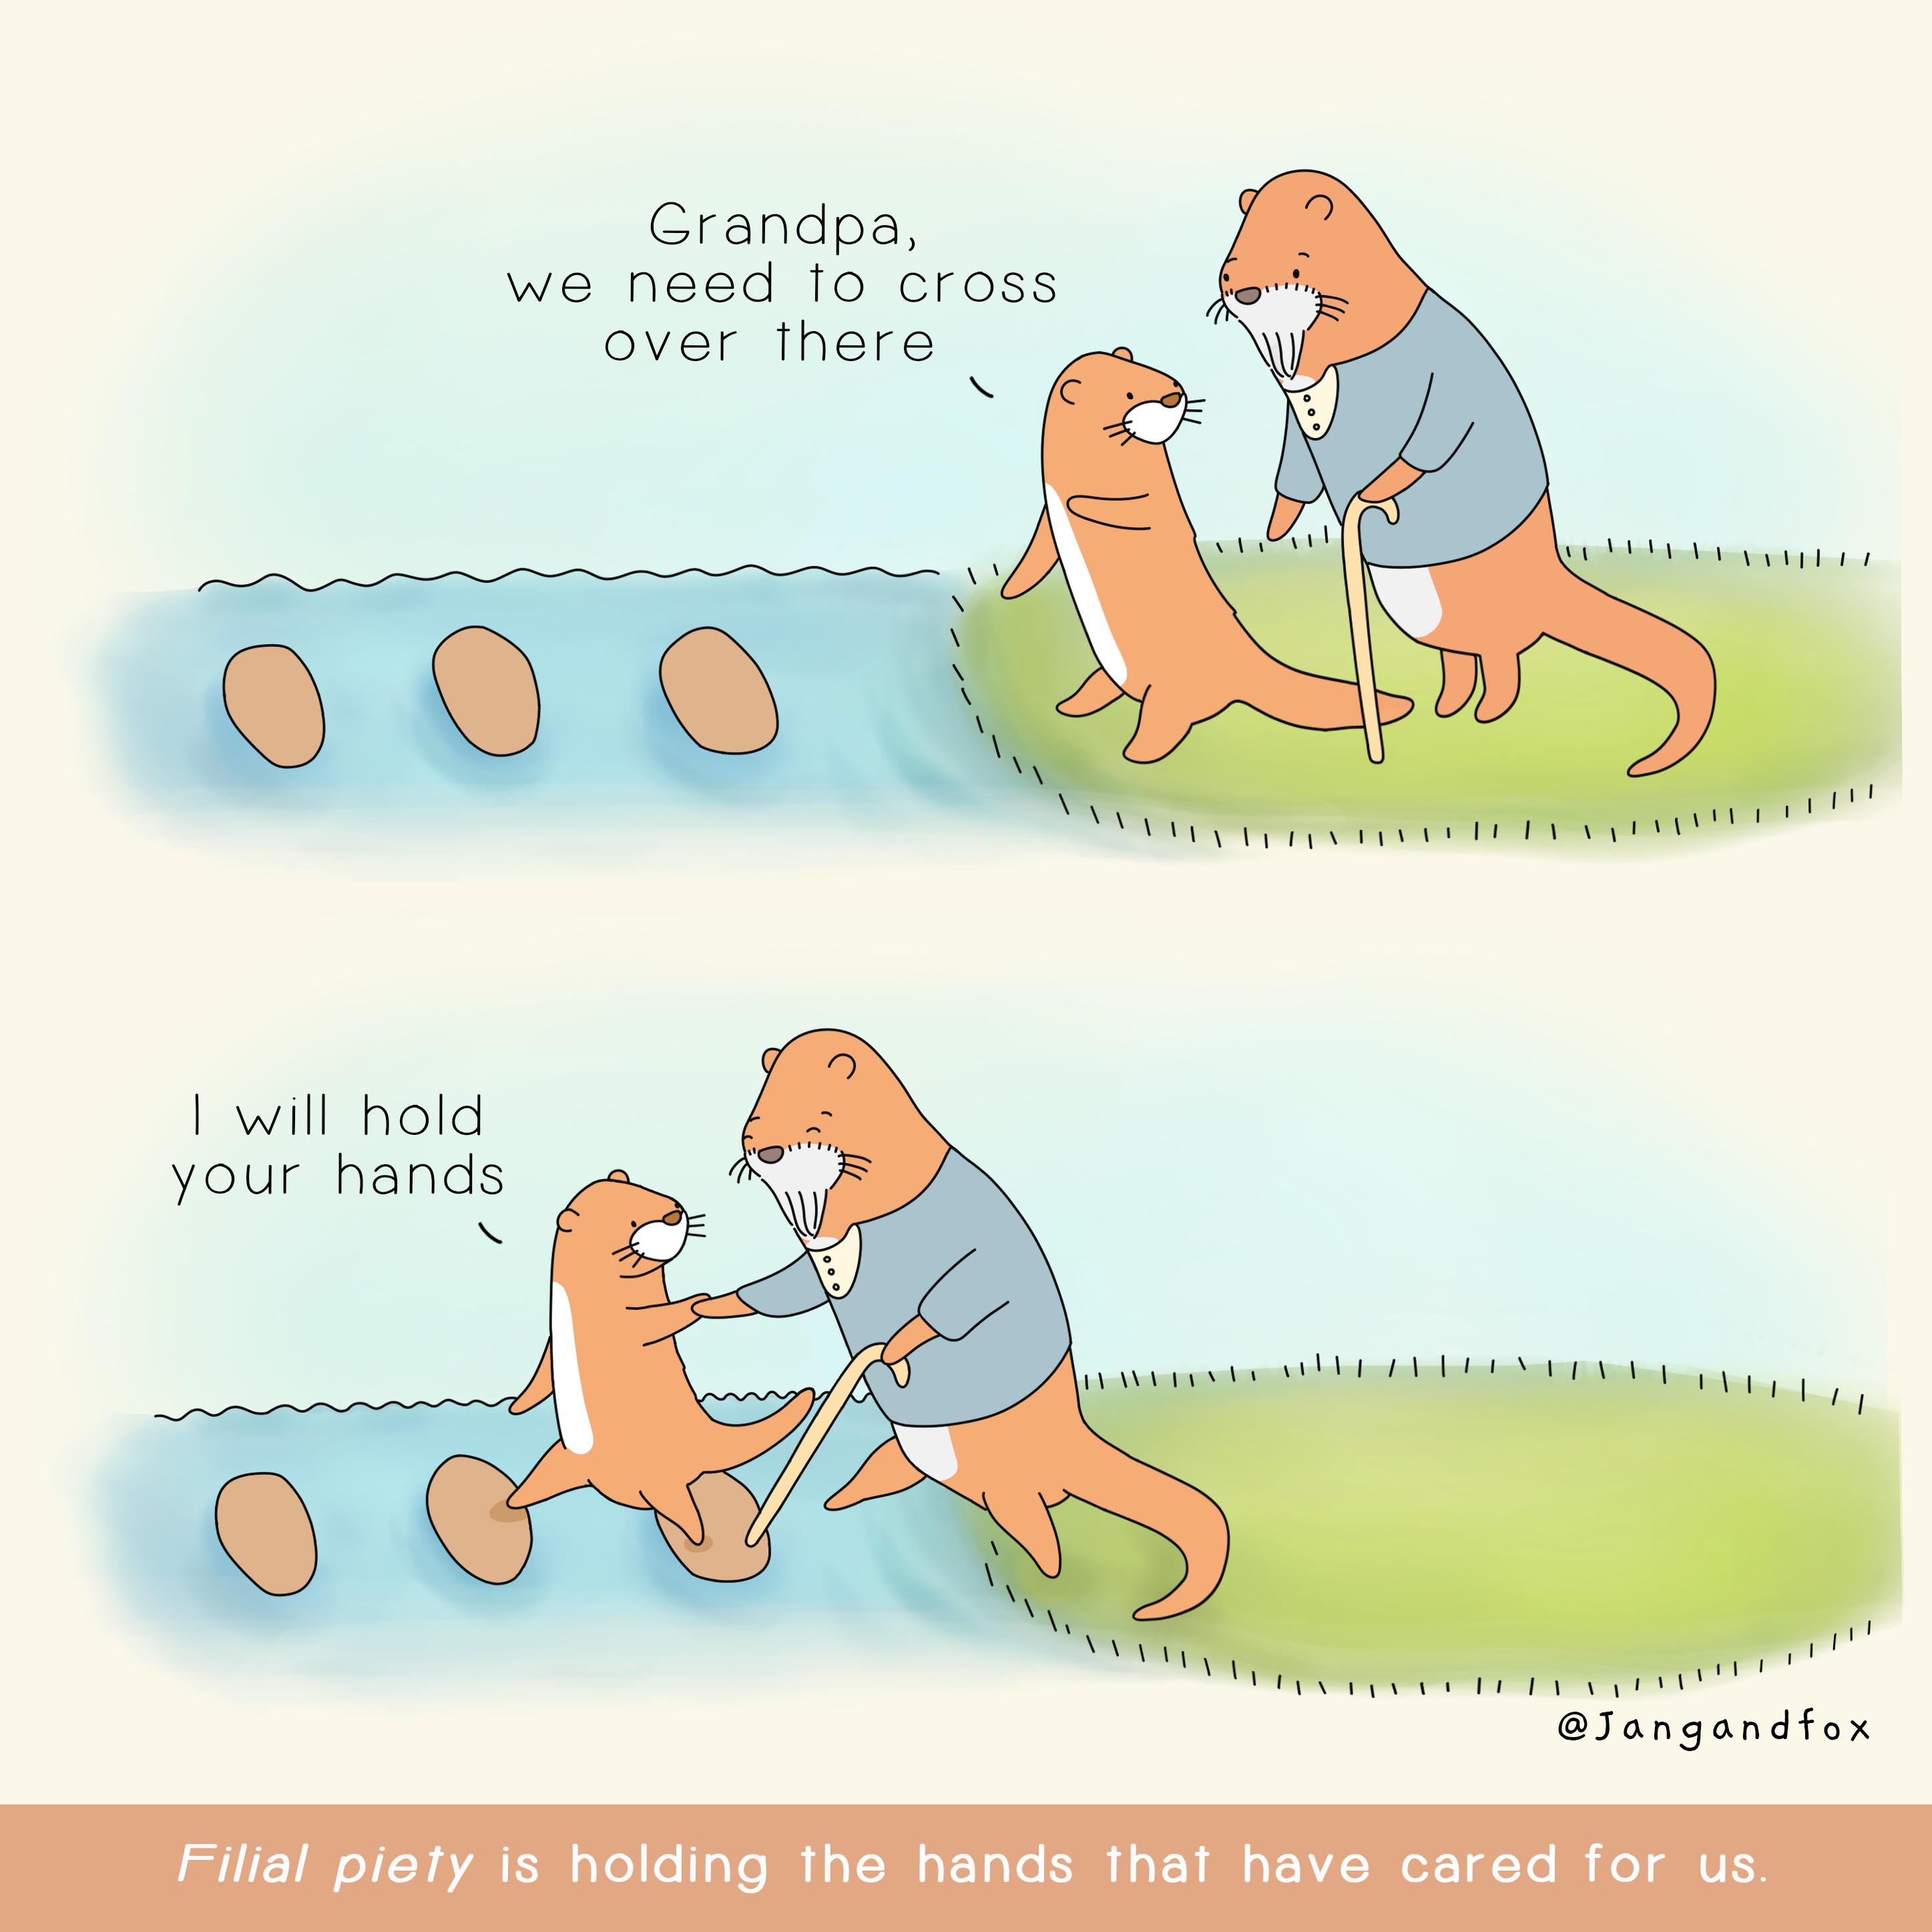 Grandpa,
we need to cross
over there
I will hold
your hands
@Jangandfox
Filial piety is holding the hands that have cared for us.